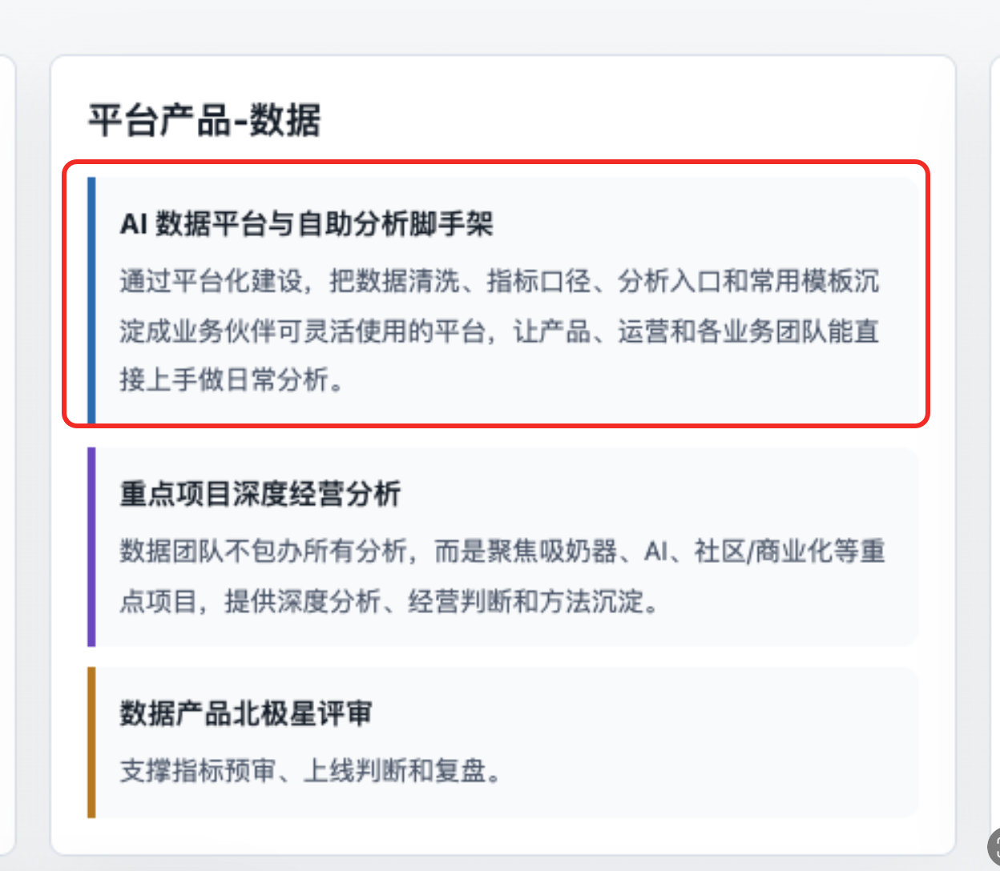 平台产品-数据
AI 数据平台与自助分析脚手架
通过平台化建设，把数据清洗、指标口径、分析入口和常用模板沉
淀成业务伙伴可灵活使用的平台，让产品、运营和各业务团队能直
接上手做日常分析。
重点项目深度经营分析
数据团队不包办所有分析，而是聚焦吸奶器、AI、社区/商业化等重
点项目，提供深度分析、经营判断和方法沉淀。
数据产品北极星评审
支撑指标预审、上线判断和复盘。